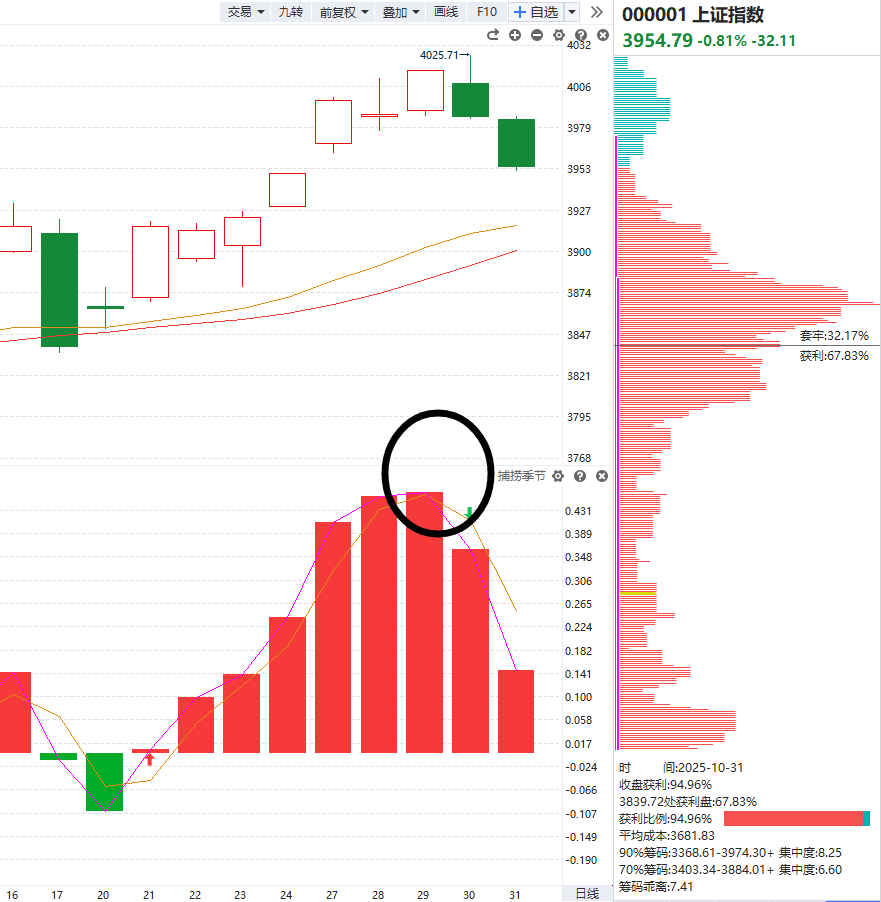 交易 九转 前复权 叠加 画线 F10 自选
000001 上证指数
3954.79 -0.81% -32.11
4025.71
4032
4006
3979
3953
3927
3900
3874
3847
3821
3795
3768
套牢:32.17%
获利:67.83%
捕捞季节
0.431
0.389
0.348
0.306
0.265
0.224
0.182
0.141
0.100
0.058
0.017
-0.024
-0.066
-0.107
-0.149
-0.190
时 间:2025-10-31
收盘获利:94.96%
3839.72处获利盘:67.83%
获利比例:94.96%
平均成本:3681.83
90%筹码:3368.61-3974.30+ 集中度:8.25
70%筹码:3403.34-3884.01+ 集中度:6.60
筹码乖离:7.41
16 17 20 21 22 23 24 27 28 29 30 31 日线